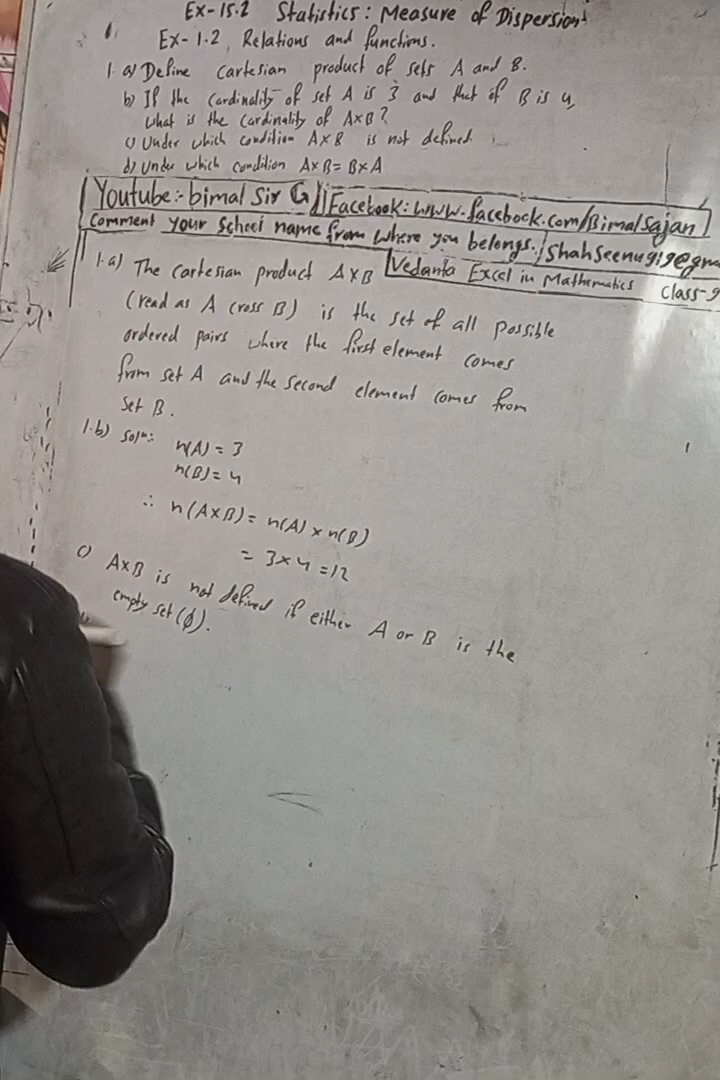 Ex-15.2 Statistics: Measure of Dispersion
Ex-1.2, Relations and functions.
1. a) Define cartesian product of sets A and B.
b) If the cardinality of set A is 3 and that of B is 4, what is the cardinality of A×B?
c) Under which condition A×B is not defined.
d) Under which condition A×B = B×A
Youtube:- bimal Sir G || Facebook: www.facebook.com/BimalSajan
Comment your school name from where you belongs. /
Vedanta Excel in Mathematics Class-9
1.a) The cartesian product A×B
(read as A cross B) is the set of all possible
ordered pairs where the first element comes
from set A and the second element comes from
set B.
1.b) Solⁿ: n(A) = 3
n(B) = 4
∴ n(A×B) = n(A) × n(B)
= 3×4 = 12
c) A×B is not defined if either A or B is the
empty set (ϕ).